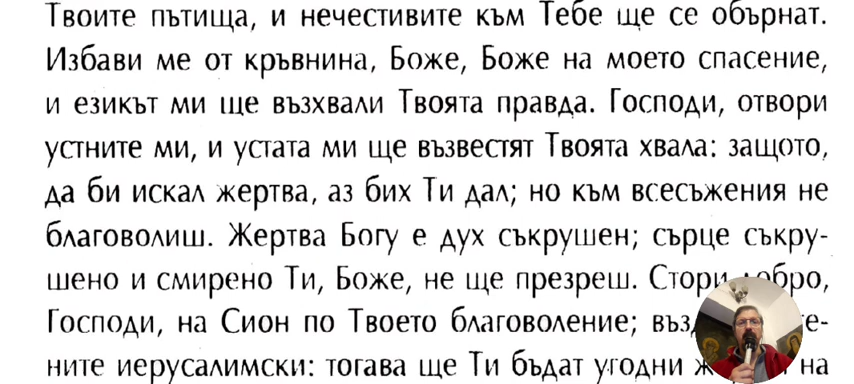 Твоите пътища, и нечестивите към Тебе ще се обърнат.
Избави ме от кръвнина, Боже, Боже на моето спасение,
и езикът ми ще възхвали Твоята правда. Господи, отвори
устните ми, и устата ми ще възвестят Твоята хвала: защото,
да би искал жертва, аз бих Ти дал; но към всесъжения не
благоволиш. Жертва Богу е дух съкрушен; сърце съкру-
шено и смирено Ти, Боже, не ще презреш. Стори добро,
Господи, на Сион по Твоето благоволение;
ните иерусалимски: тогава ще Ти бъдат угодни на